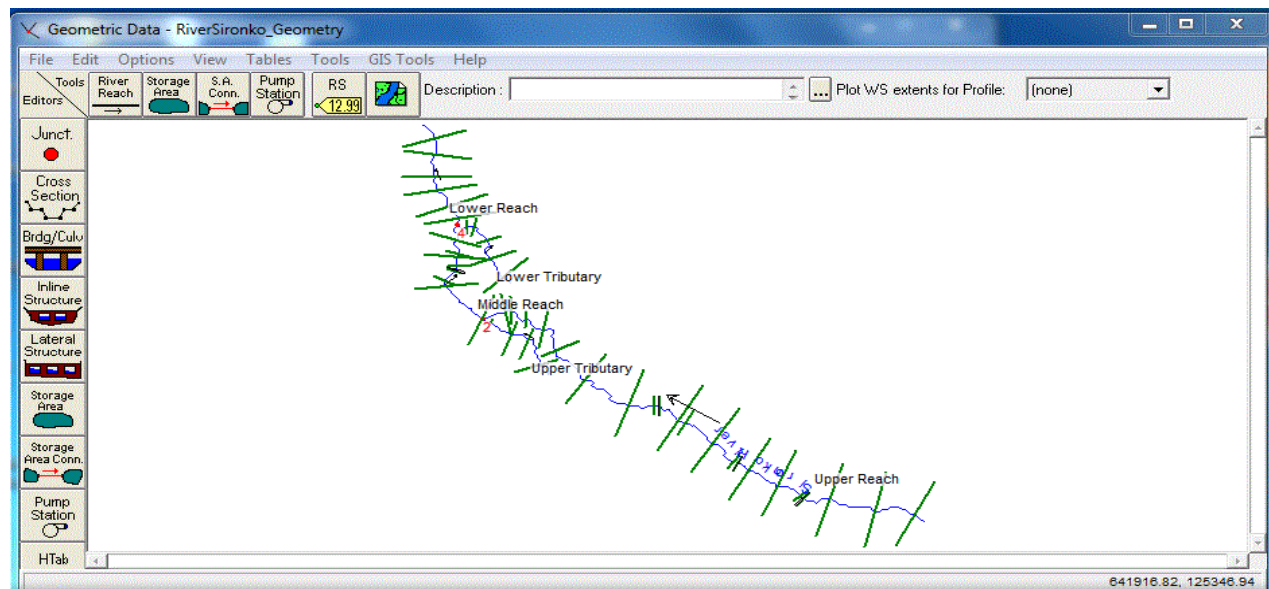 Geometric Data - RiverSironko_Geometry
File Edit Options View Tables Tools GIS Tools Help
Tools
Editors
River Reach
Storage Area
S.A. Conn.
Pump Station
RS
12.99
Description :
...
Plot WS extents for Profile:
(none)
Junct.
Cross Section
Brdg/Culv
Inline Structure
Lateral Structure
Storage Area
Storage Area Conn.
Pump Station
HTab
Lower Reach
4
Lower Tributary
Middle Reach
2
Upper Tributary
River
Upper Reach
641916.82, 125346.94